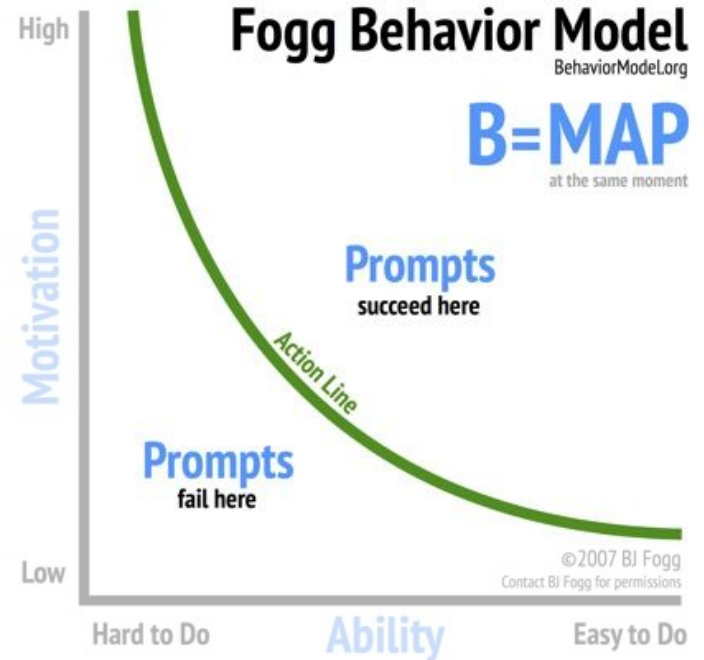 High
Fogg Behavior Model
BehaviorModel.org
B=MAP
at the same moment
Motivation
Prompts
succeed here
Action Line
Prompts
fail here
Low
©2007 BJ Fogg
Contact BJ Fogg for permissions
Hard to Do
Ability
Easy to Do